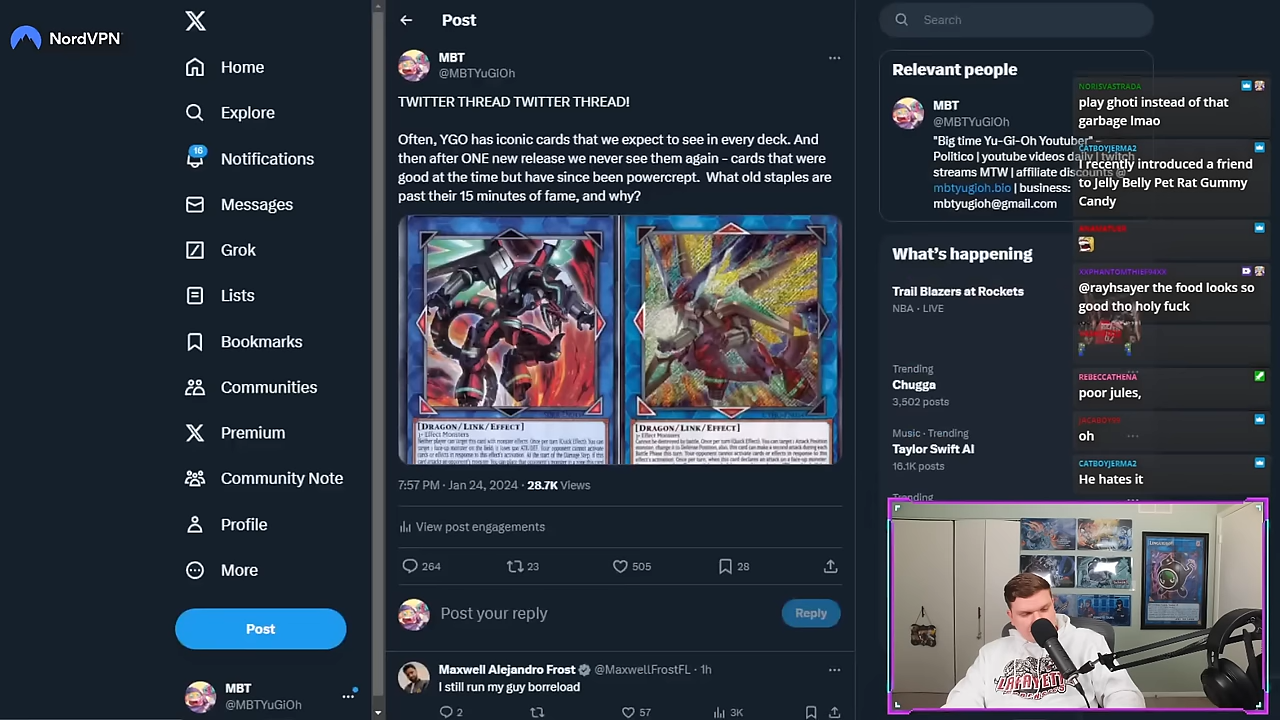 NordVPN
Home
Explore
16
Notifications
Messages
Grok
Lists
Bookmarks
Communities
Premium
Community Note
Profile
More
Post
MBT
@MBTYuGiOh
Post
MBT
@MBTYuGiOh
TWITTER THREAD TWITTER THREAD!
Often, YGO has iconic cards that we expect to see in every deck. And
then after ONE new release we never see them again - cards that were
good at the time but have since been powercrept. What old staples are
past their 15 minutes of fame, and why?
[DRAGON/LINK/EFFECT]
3+ Effect Monsters
[DRAGON/LINK/EFFECT]
3+ Effect Monsters
7:57 PM · Jan 24, 2024 · 28.7K Views
View post engagements
264
23
505
28
Post your reply
Reply
Maxwell Alejandro Frost @MaxwellFrostFL · 1h
I still run my guy borreload
2
57
3K
Search
Relevant people
MBT
@MBTYuGiOh
"Big time Yu-Gi-Oh Youtuber" -
Politico | youtube videos daily | twitch
streams MTW | affiliate discounts @
mbtyugioh.bio | business:
mbtyugioh@gmail.com
What's happening
Trail Blazers at Rockets
NBA · LIVE
Trending
Chugga
3,502 posts
Music · Trending
Taylor Swift AI
16.1K posts
Trending
NORISVASTRADA
play ghoti instead of that
garbage lmao
CATBOYJERMA2
I recently introduced a friend
to Jelly Belly Pet Rat Gummy
Candy
@rayhsayer the food looks so
good tho holy fuck
REBECCATHENA
poor jules,
oh
CATBOYJERMA2
He hates it